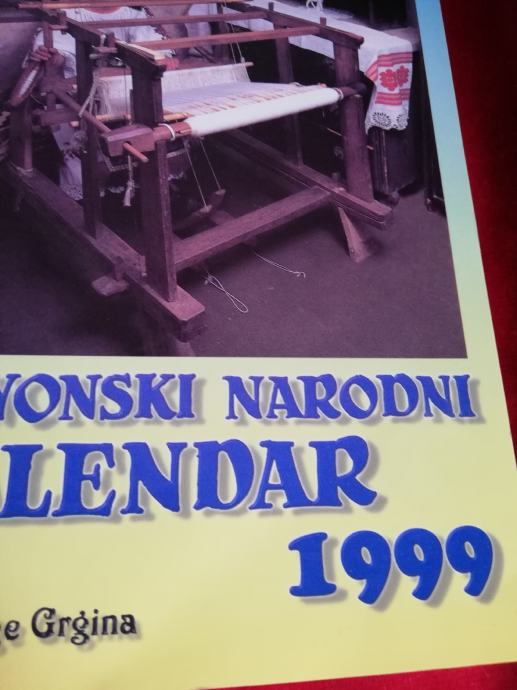 VONSKI NARODNI
LENDAR
1999
e Grgina